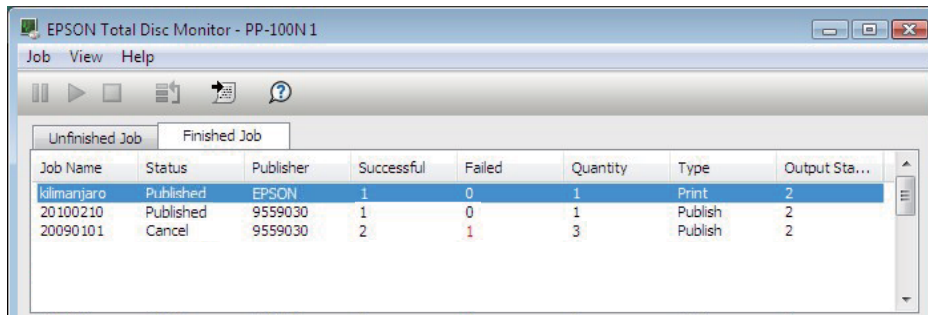 EPSON Total Disc Monitor - PP-100N 1
Job View Help
Unfinished Job Finished Job
Job Name Status Publisher Successful Failed Quantity Type Output Sta...
kilimanjaro Published EPSON 1 0 1 Print 2
20100210 Published 9559030 1 0 1 Publish 2
20090101 Cancel 9559030 2 1 3 Publish 2